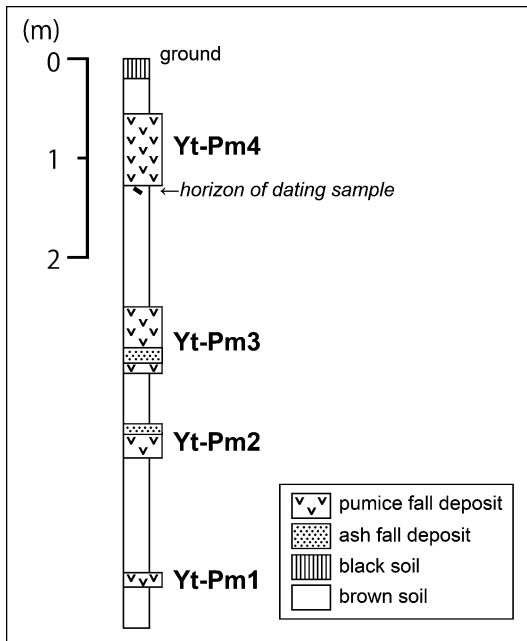 (m)
0
ground
Yt-Pm4
1
←horizon of dating sample
2
Yt-Pm3
Yt-Pm2
Yt-Pm1
pumice fall deposit
ash fall deposit
black soil
brown soil